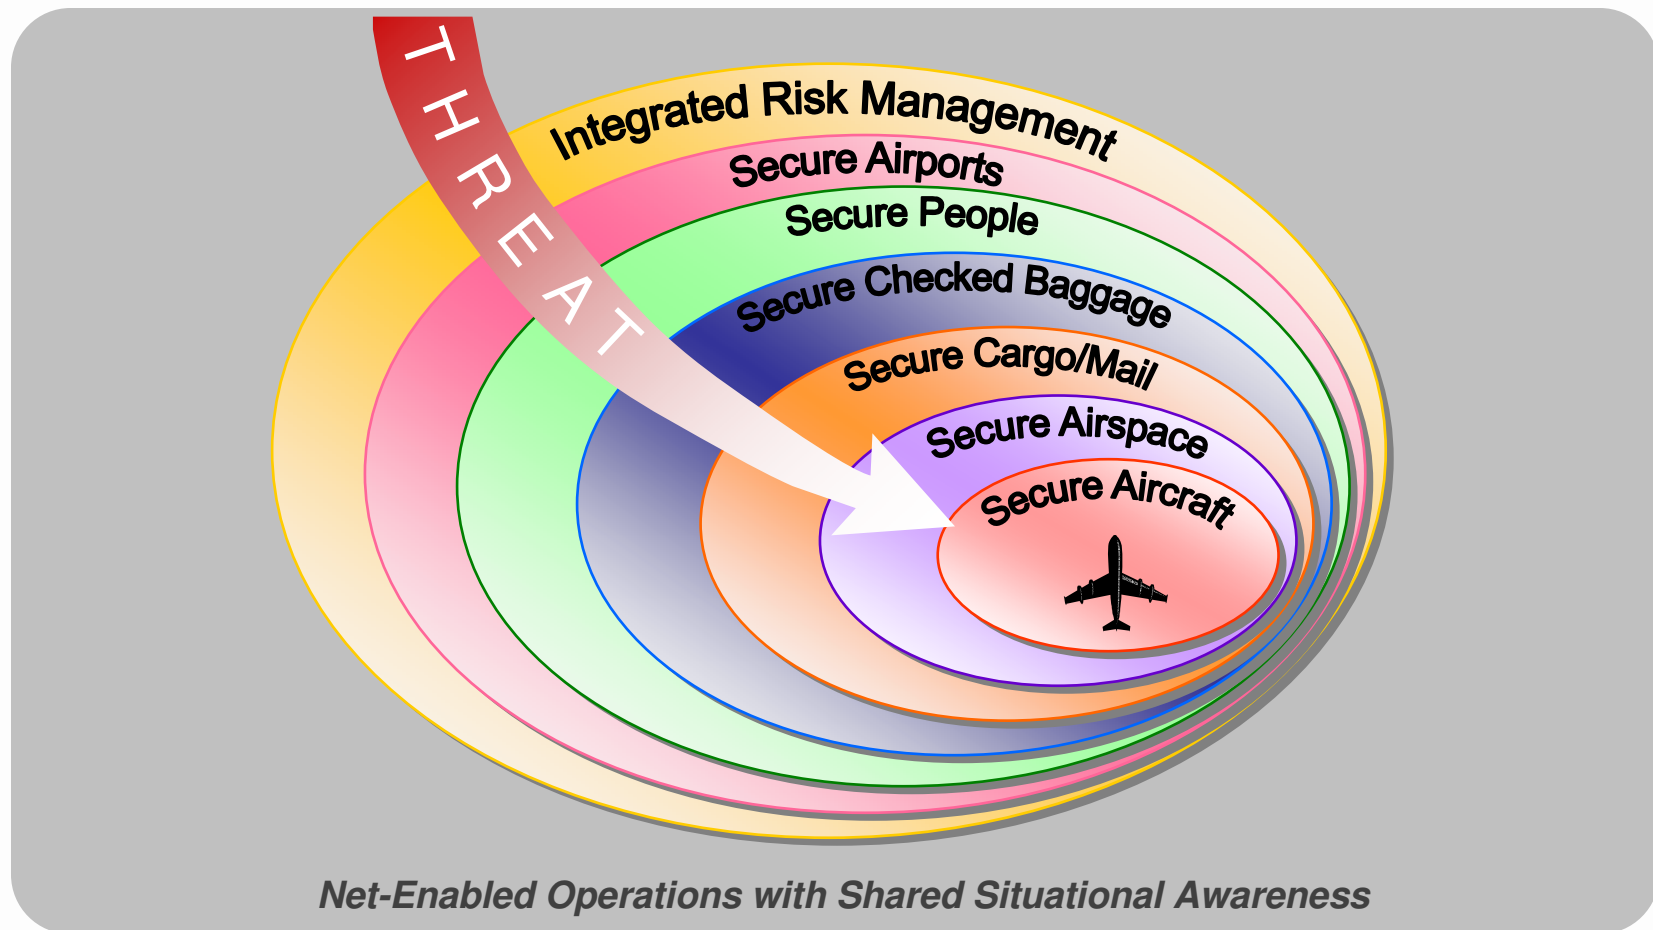 THREAT
Integrated Risk Management
Secure Airports
Secure People
Secure Checked Baggage
Secure Cargo/Mail
Secure Airspace
Secure Aircraft
Net-Enabled Operations with Shared Situational Awareness